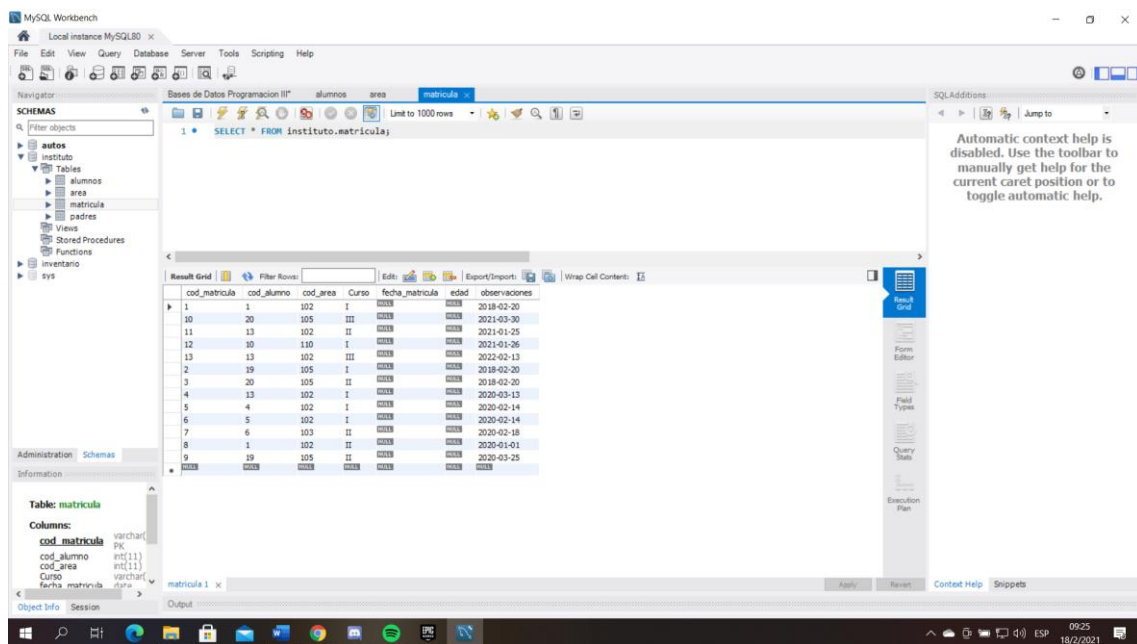 MySQL Workbench
Local instance MySQL80 ×
File Edit View Query Database Server Tools Scripting Help
Navigator
SCHEMAS
Filter objects
autos
instituto
Tables
alumnos
area
matricula
padres
Views
Stored Procedures
Functions
inventario
sys
Administration Schemas
Information
Table: matricula
Columns:
cod_matricula varchar( PK
cod_alumno int(11)
cod_area int(11)
Curso varchar(
fecha_matricula date
Object Info Session
Bases de Datos Programacion III* alumnos area matricula ×
Limit to 1000 rows
1 SELECT * FROM instituto.matricula;
Result Grid Filter Rows: Edit: Export/Import: Wrap Cell Content:
cod_matricula cod_alumno cod_area Curso fecha_matricula edad observaciones
1 1 102 I NULL NULL 2018-02-20
10 20 105 III NULL NULL 2021-03-30
11 13 102 II NULL NULL 2021-01-25
12 10 110 I NULL NULL 2021-01-26
13 13 102 III NULL NULL 2022-02-13
2 19 105 I NULL NULL 2018-02-20
3 20 105 II NULL NULL 2018-02-20
4 13 102 I NULL NULL 2020-03-13
5 4 102 I NULL NULL 2020-02-14
6 5 102 I NULL NULL 2020-02-14
7 6 103 II NULL NULL 2020-02-18
8 1 102 II NULL NULL 2020-01-01
9 19 105 II NULL NULL 2020-03-25
NULL NULL NULL NULL NULL NULL NULL
Result Grid
Form Editor
Field Types
Query Stats
Execution Plan
matricula 1 ×
Apply Revert
Output
SQLAdditions
Jump to
Automatic context help is
disabled. Use the toolbar to
manually get help for the
current caret position or to
toggle automatic help.
Context Help Snippets
EPIC
ESP
09:25
18/2/2021